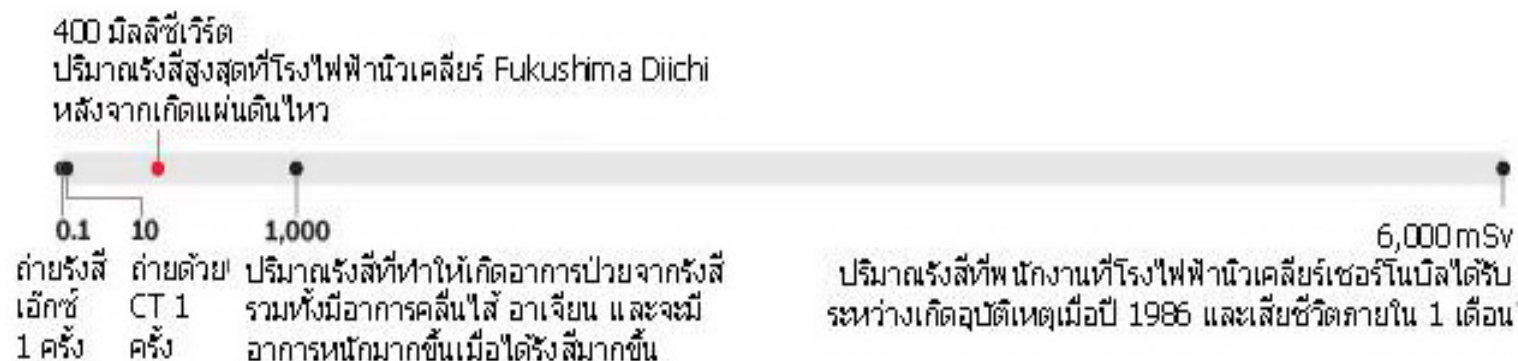 400 มิลลิซีเวิร์ต
ปริมาณรังสีสูงสุดที่โรงไฟฟ้านิวเคลียร์ Fukushima Diichi
หลังจากเกิดแผ่นดินไหว
0.1
ถ่ายรังสี
เอ๊กซ์
1 ครั้ง
10
ถ่ายด้วย
CT 1
ครั้ง
1,000
ปริมาณรังสีที่ทำให้เกิดอาการป่วยจากรังสี
รวมทั้งมีอาการคลื่นไส้ อาเจียน และจะมี
อาการหนักมากขึ้นเมื่อได้รังสีมากขึ้น
6,000 mSv
ปริมาณรังสีที่พนักงานที่โรงไฟฟ้านิวเคลียร์เชอร์โนบิลได้รับ
ระหว่างเกิดอุบัติเหตุเมื่อปี 1986 และเสียชีวิตภายใน 1 เดือน